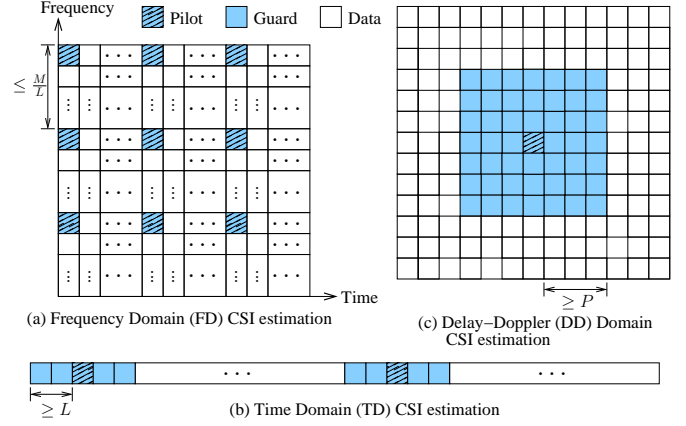 Frequency
Pilot
Guard
Data
≤ M/L
Time
(a) Frequency Domain (FD) CSI estimation
≥ P
(c) Delay−Doppler (DD) Domain
CSI estimation
≥ L
(b) Time Domain (TD) CSI estimation